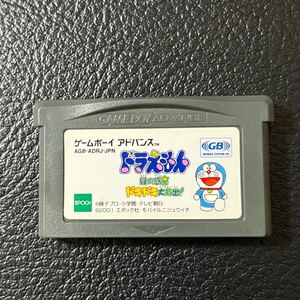 GAME BOY ADVANCE
ゲームボーイ アドバンス™
AGB-ADRJ-JPN
GB
ドラえもん
緑の惑星
ドキドキ大救出!
EPOCH
©藤子プロ・小学館・テレビ朝日
©2001 エポック社・モバイルニジュウイチ